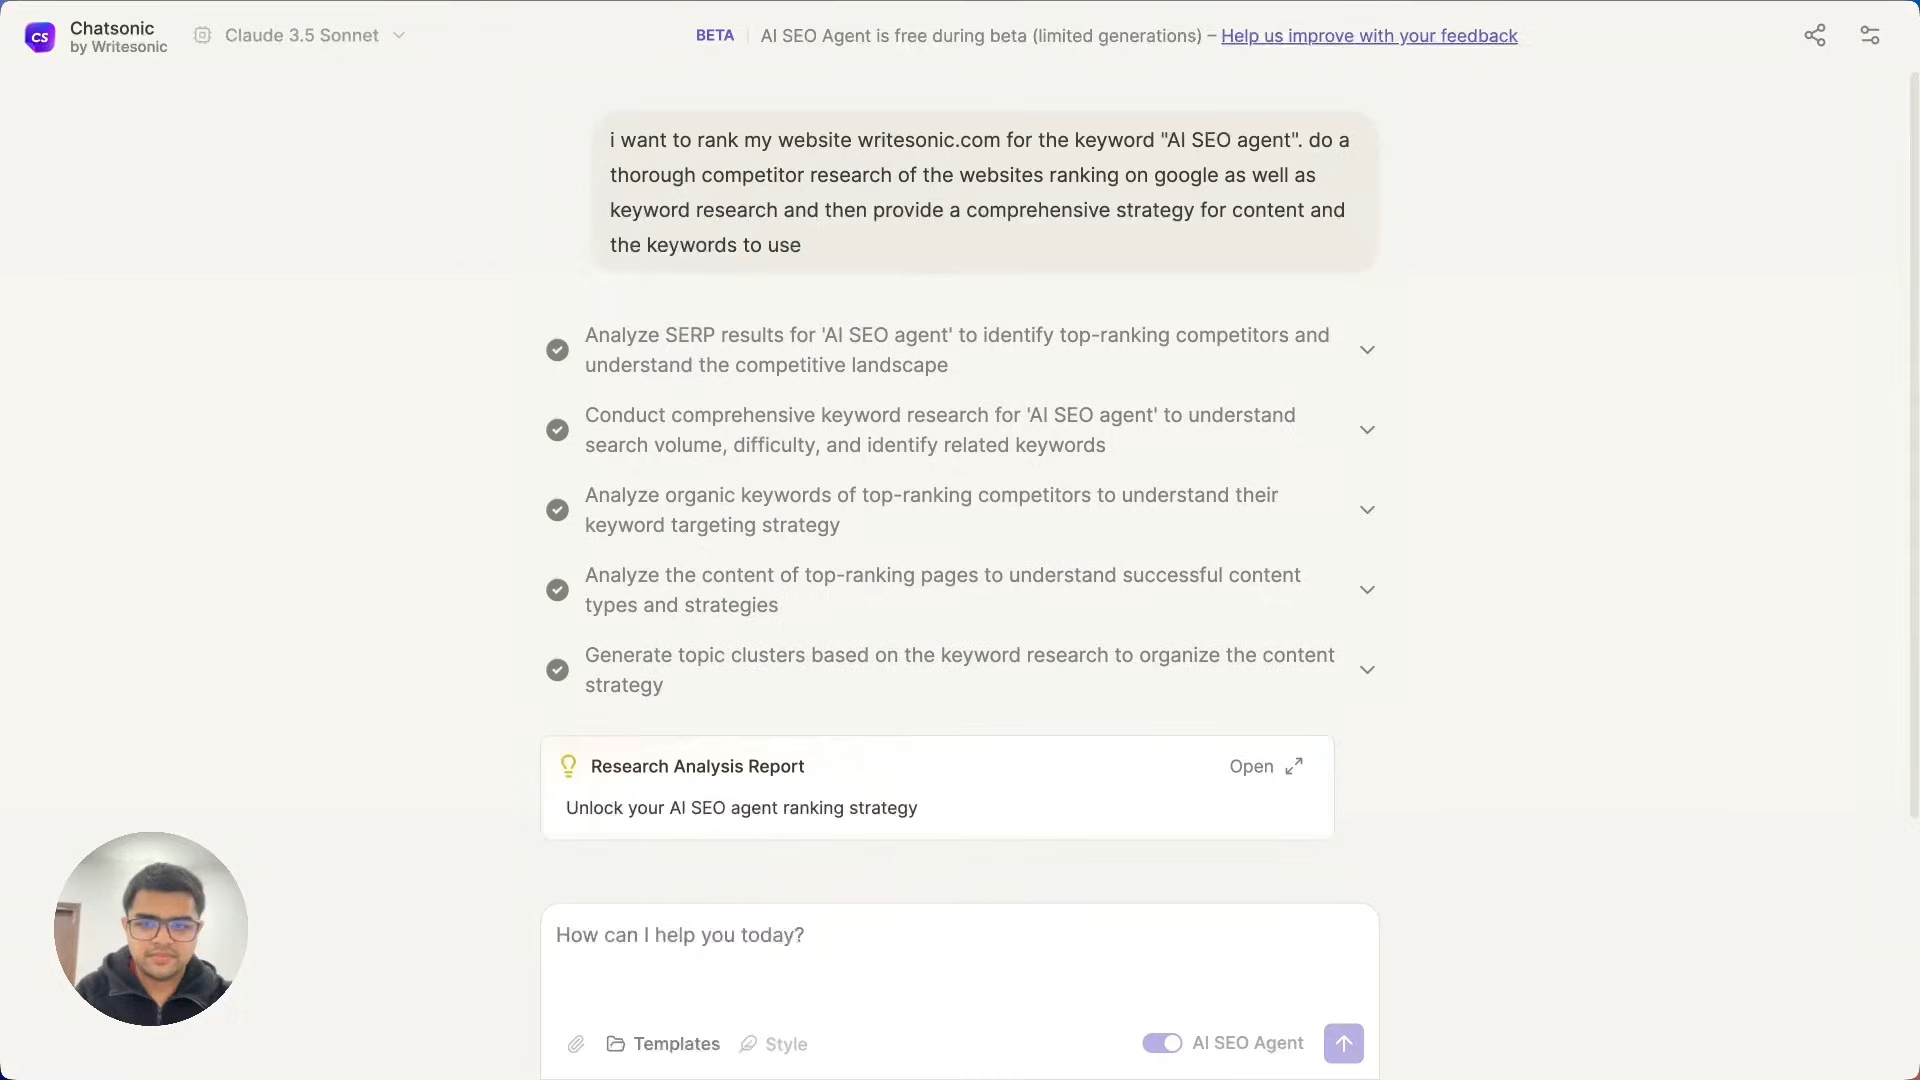 CS
Chatsonic
by Writesonic
Claude 3.5 Sonnet
BETA
AI SEO Agent is free during beta (limited generations) – Help us improve with your feedback
i want to rank my website writesonic.com for the keyword "AI SEO agent". do a
thorough competitor research of the websites ranking on google as well as
keyword research and then provide a comprehensive strategy for content and
the keywords to use
Analyze SERP results for 'AI SEO agent' to identify top-ranking competitors and
understand the competitive landscape
Conduct comprehensive keyword research for 'AI SEO agent' to understand
search volume, difficulty, and identify related keywords
Analyze organic keywords of top-ranking competitors to understand their
keyword targeting strategy
Analyze the content of top-ranking pages to understand successful content
types and strategies
Generate topic clusters based on the keyword research to organize the content
strategy
Research Analysis Report
Open
Unlock your AI SEO agent ranking strategy
How can I help you today?
Templates
Style
AI SEO Agent